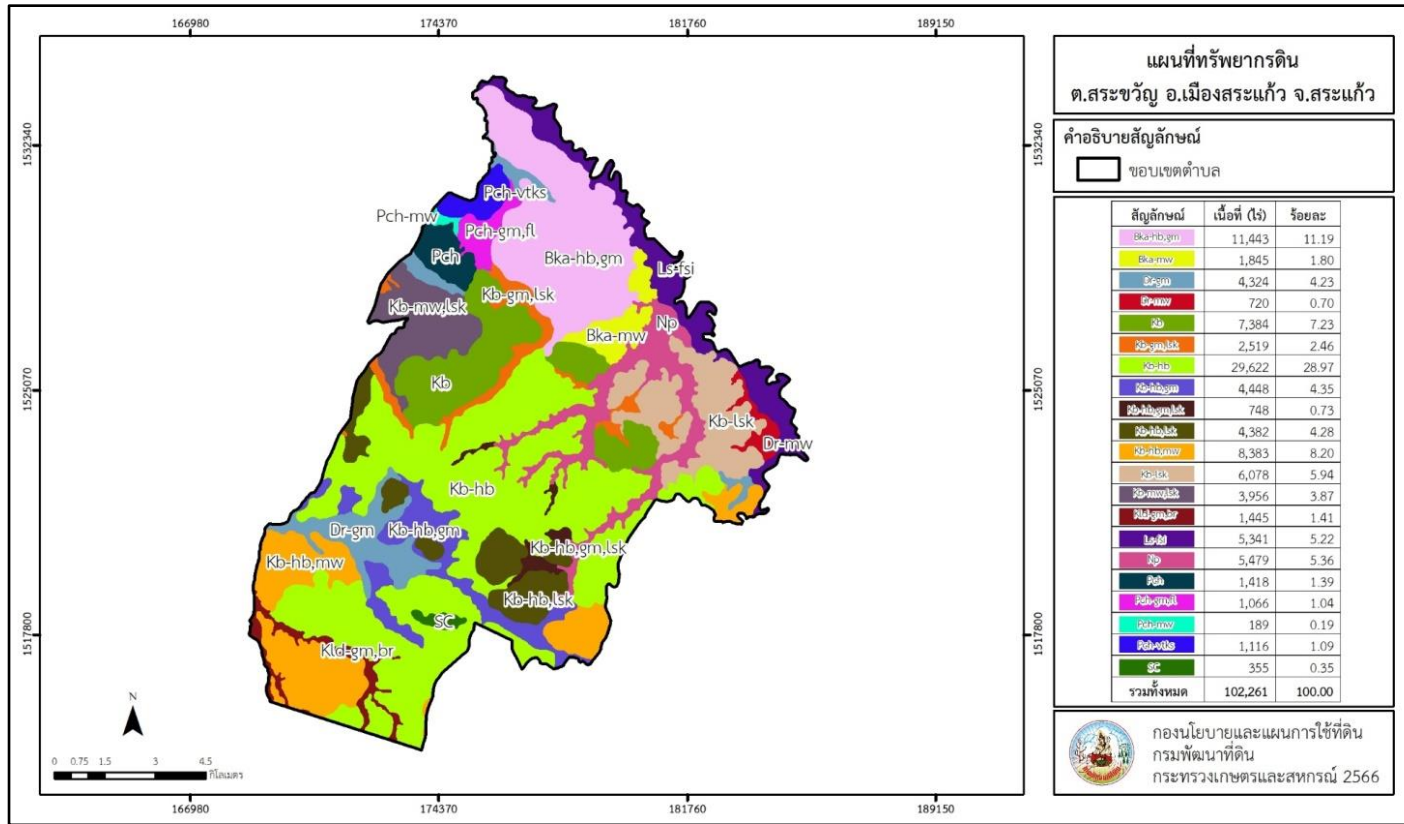 166980 174370 181760 189150
1532340 1532340
1525070 1525070
1517800 1517800
Pch-vtks
Pch-mw
Pch-gm,fl
Pch
Bka-hb,gm
Ls-fsi
Kb-gm,lsk
Kb-mw,lsk
Np
Bka-mw
Kb
Kb-lsk
Dr-mw
Kb-hb
Dr-gm
Kb-hb,gm
Kb-hb,gm,lsk
Kb-hb,mw
Kb-hb,lsk
SC
Kld-gm,br
N
0 0.75 1.5 3 4.5
กิโลเมตร
166980 174370 181760 189150
แผนที่ทรัพยากรดิน
ต.สระขวัญ อ.เมืองสระแก้ว จ.สระแก้ว
คำอธิบายสัญลักษณ์
ขอบเขตตำบล
สัญลักษณ์ เนื้อที่ (ไร่) ร้อยละ
Bka-hb,gm 11,443 11.19
Bka-mw 1,845 1.80
Dr-gm 4,324 4.23
Dr-mw 720 0.70
Kb 7,384 7.23
Kb-gm,lsk 2,519 2.46
Kb-hb 29,622 28.97
Kb-hb,gm 4,448 4.35
Kb-hb,gm,lsk 748 0.73
Kb-hb,lsk 4,382 4.28
Kb-hb,mw 8,383 8.20
Kb-lsk 6,078 5.94
Kb-mw,lsk 3,956 3.87
Kld-gm,br 1,445 1.41
Ls-fsi 5,341 5.22
Np 5,479 5.36
Pch 1,418 1.39
Pch-gm,fl 1,066 1.04
Pch-mw 189 0.19
Pch-vtks 1,116 1.09
SC 355 0.35
รวมทั้งหมด 102,261 100.00
กองนโยบายและแผนการใช้ที่ดิน
กรมพัฒนาที่ดิน
กระทรวงเกษตรและสหกรณ์ 2566